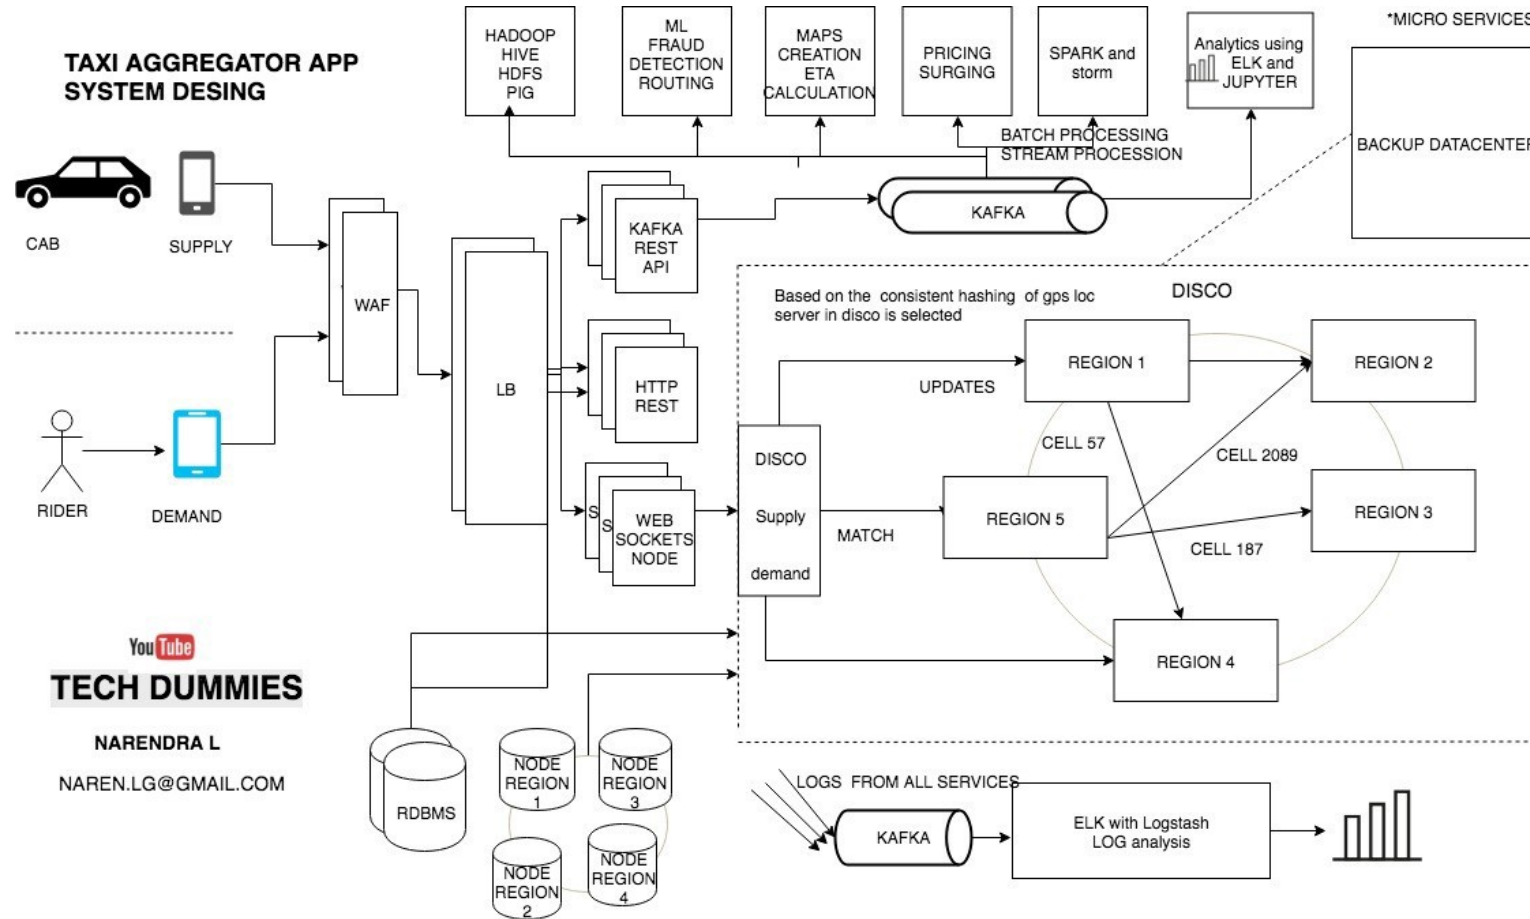 TAXI AGGREGATOR APP
SYSTEM DESING
HADOOP
HIVE
HDFS
PIG
ML
FRAUD
DETECTION
ROUTING
MAPS
CREATION
ETA
CALCULATION
PRICING
SURGING
SPARK and
storm
Analytics using
ELK and
JUPYTER
*MICRO SERVICES
BACKUP DATACENTER
BATCH PROCESSING
STREAM PROCESSION
CAB
SUPPLY
WAF
LB
KAFKA
REST
API
KAFKA
HTTP
REST
S
S
WEB
SOCKETS
NODE
RIDER
DEMAND
Based on the consistent hashing of gps loc
server in disco is selected
DISCO
REGION 1
REGION 2
UPDATES
CELL 57
CELL 2089
DISCO
Supply
demand
MATCH
REGION 5
REGION 3
CELL 187
REGION 4
You Tube
TECH DUMMIES
NARENDRA L
NAREN.LG@GMAIL.COM
RDBMS
NODE
REGION
1
NODE
REGION
3
NODE
REGION
2
NODE
REGION
4
LOGS FROM ALL SERVICES
KAFKA
ELK with Logstash
LOG analysis